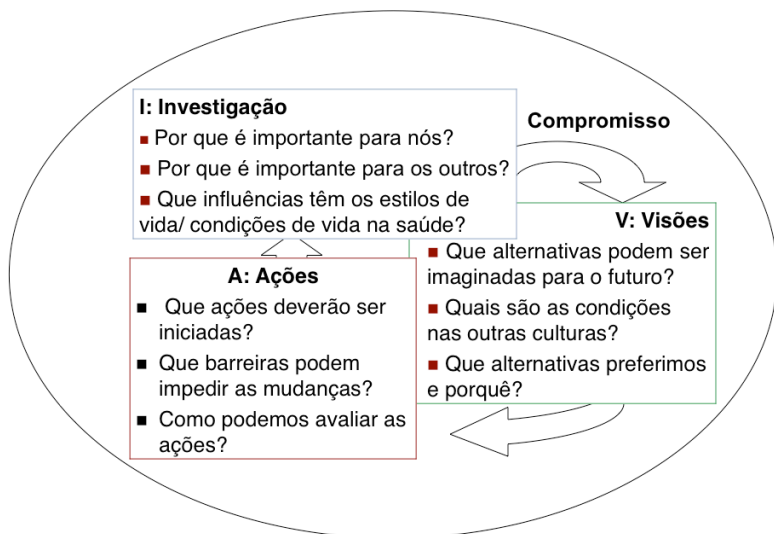 I: Investigação
▪ Por que é importante para nós?
▪ Por que é importante para os outros?
▪ Que influências têm os estilos de
vida/ condições de vida na saúde?
Compromisso
V: Visões
▪ Que alternativas podem ser
imaginadas para o futuro?
▪ Quais são as condições
nas outras culturas?
▪ Que alternativas preferimos
e porquê?
A: Ações
▪ Que ações deverão ser
iniciadas?
▪ Que barreiras podem
impedir as mudanças?
▪ Como podemos avaliar as
ações?